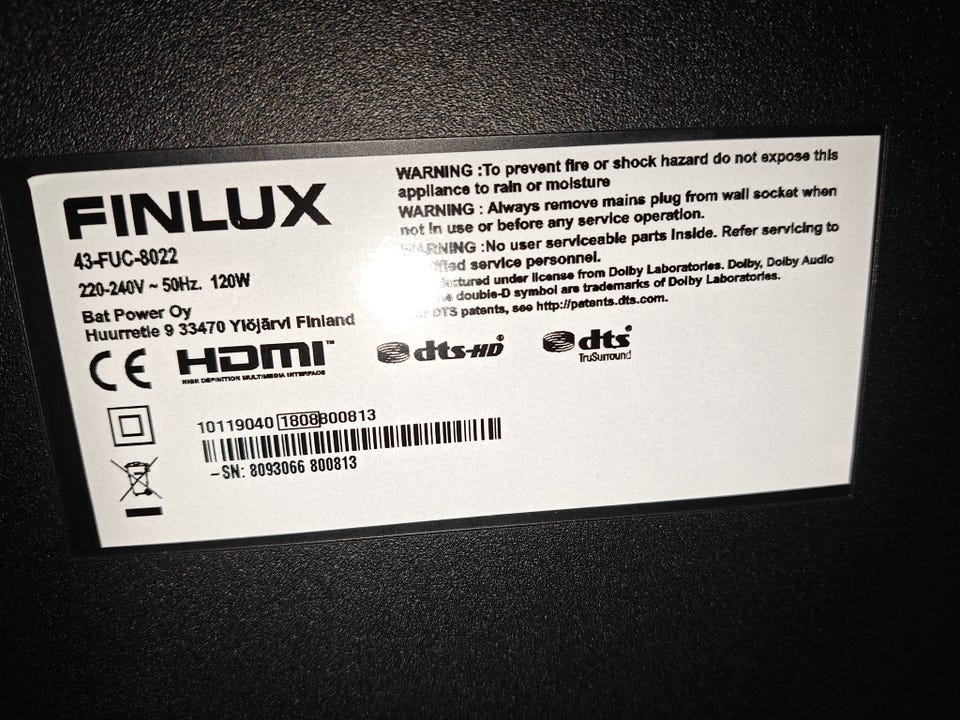 FINLUX
43-FUC-8022
220-240V ~ 50Hz. 120W
Bat Power Oy
Huurretie 9 33470 Ylöjärvi Finland
CE HDMI™
HIGH DEFINITION MULTIMEDIA INTERFACE
10119040 1808800813
-SN: 8093066 800813
WARNING :To prevent fire or shock hazard do not expose this
appliance to rain or moisture
WARNING : Always remove mains plug from wall socket when
not in use or before any service operation.
:No user serviceable parts Inside. Refer servicing to
service personnel.
under license from Dolby Laboratories. Dolby, Dolby Audio
double-D symbol are trademarks of Dolby Laboratories.
DTS patents, see http://patents.dts.com.
dts-HD®
dts®
TruSurround